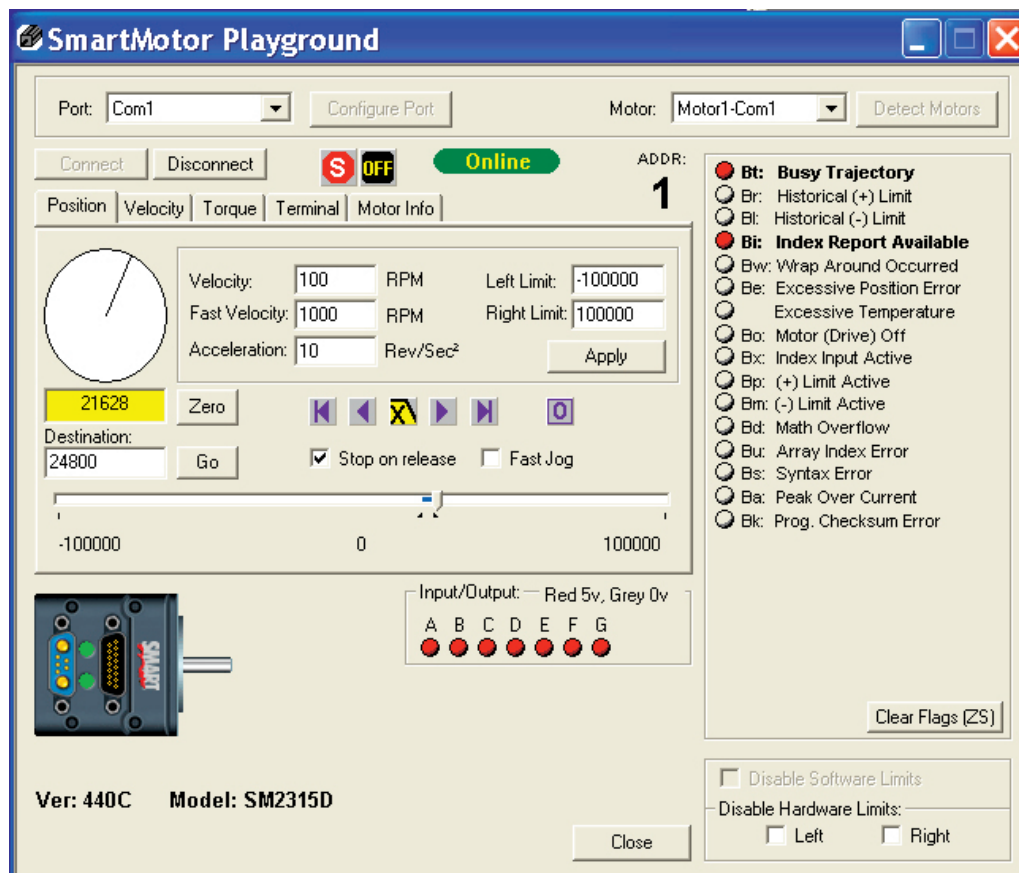 SmartMotor Playground
Port: Com1 Configure Port Motor: Motor1-Com1 Detect Motors
Connect Disconnect S OFF Online ADDR:
1
Position Velocity Torque Terminal Motor Info
Velocity: 100 RPM Left Limit: -100000
Fast Velocity: 1000 RPM Right Limit: 100000
Acceleration: 10 Rev/Sec² Apply
21628 Zero
Destination:
24800 Go Stop on release Fast Jog
-100000 0 100000
Bt: Busy Trajectory
Br: Historical (+) Limit
Bl: Historical (-) Limit
Bi: Index Report Available
Bw: Wrap Around Occurred
Be: Excessive Position Error
Excessive Temperature
Bo: Motor (Drive) Off
Bx: Index Input Active
Bp: (+) Limit Active
Bm: (-) Limit Active
Bd: Math Overflow
Bu: Array Index Error
Bs: Syntax Error
Ba: Peak Over Current
Bk: Prog. Checksum Error
Clear Flags (ZS)
Input/Output: Red 5v, Grey 0v
A B C D E F G
SMART
Ver: 440C Model: SM2315D
Close
Disable Software Limits
Disable Hardware Limits:
Left Right